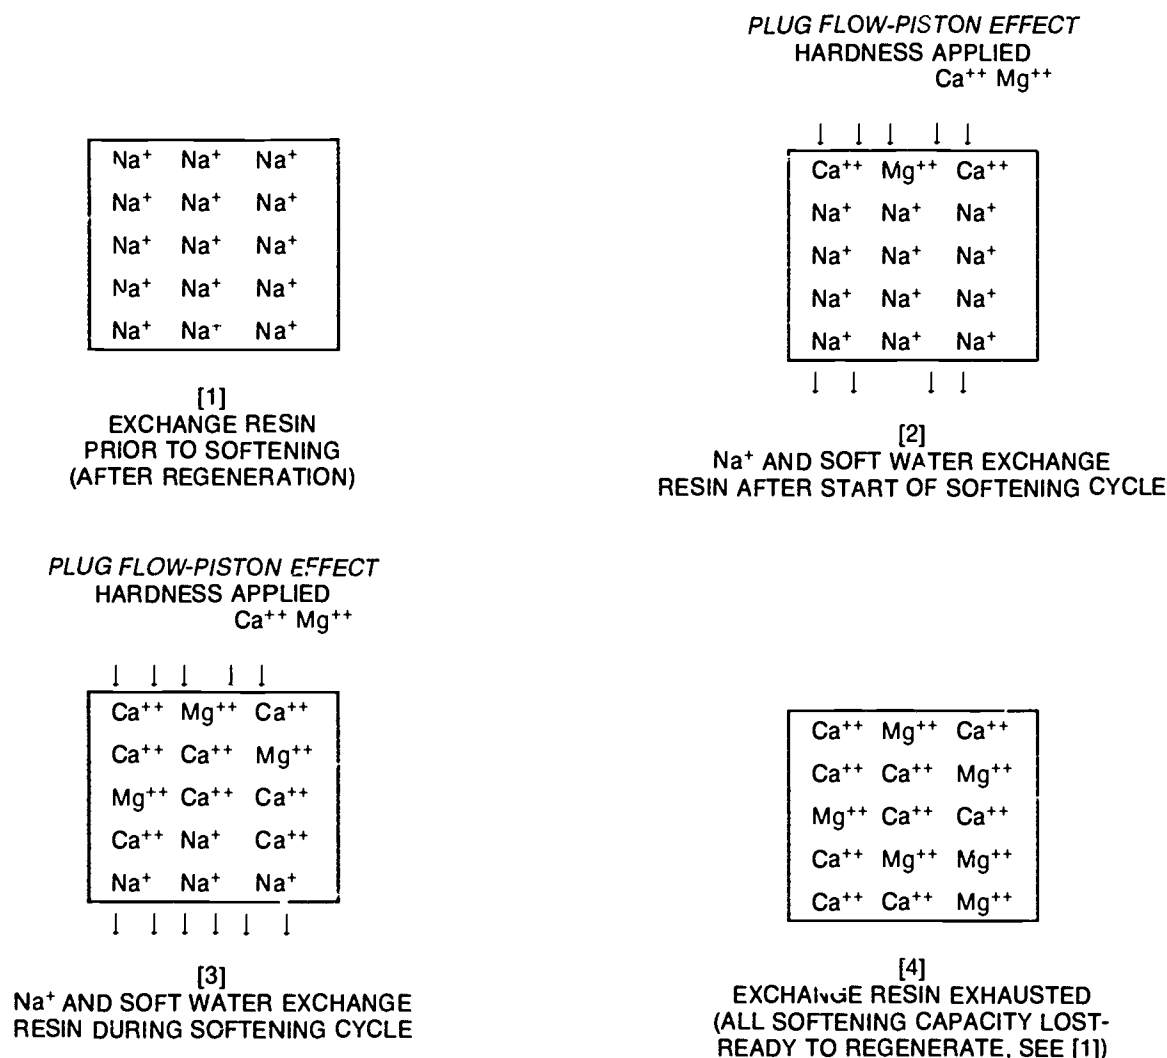 Na⁺ Na⁺ Na⁺
Na⁺ Na⁺ Na⁺
Na⁺ Na⁺ Na⁺
Na⁺ Na⁺ Na⁺
Na⁺ Na⁺ Na⁺
[1]
EXCHANGE RESIN
PRIOR TO SOFTENING
(AFTER REGENERATION)
PLUG FLOW-PISTON EFFECT
HARDNESS APPLIED
Ca⁺⁺ Mg⁺⁺
Ca⁺⁺ Mg⁺⁺ Ca⁺⁺
Na⁺ Na⁺ Na⁺
Na⁺ Na⁺ Na⁺
Na⁺ Na⁺ Na⁺
Na⁺ Na⁺ Na⁺
[2]
Na⁺ AND SOFT WATER EXCHANGE
RESIN AFTER START OF SOFTENING CYCLE
PLUG FLOW-PISTON EFFECT
HARDNESS APPLIED
Ca⁺⁺ Mg⁺⁺
Ca⁺⁺ Mg⁺⁺ Ca⁺⁺
Ca⁺⁺ Ca⁺⁺ Mg⁺⁺
Mg⁺⁺ Ca⁺⁺ Ca⁺⁺
Ca⁺⁺ Na⁺ Ca⁺⁺
Na⁺ Na⁺ Na⁺
[3]
Na⁺ AND SOFT WATER EXCHANGE
RESIN DURING SOFTENING CYCLE
Ca⁺⁺ Mg⁺⁺ Ca⁺⁺
Ca⁺⁺ Ca⁺⁺ Mg⁺⁺
Mg⁺⁺ Ca⁺⁺ Ca⁺⁺
Ca⁺⁺ Mg⁺⁺ Mg⁺⁺
Ca⁺⁺ Ca⁺⁺ Mg⁺⁺
[4]
EXCHANGE RESIN EXHAUSTED
(ALL SOFTENING CAPACITY LOST-
READY TO REGENERATE, SEE [1])